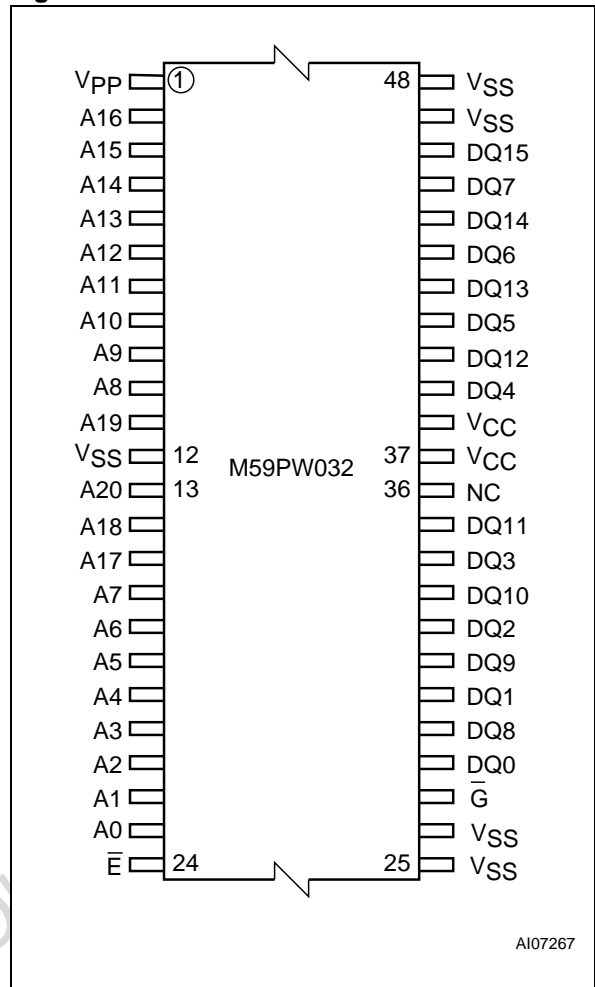 VPP 1 48 VSS
A16 VSS
A15 DQ15
A14 DQ7
A13 DQ14
A12 DQ6
A11 DQ13
A10 DQ5
A9 DQ12
A8 DQ4
A19 VCC
VSS 12 37 VCC
M59PW032
A20 13 36 NC
A18 DQ11
A17 DQ3
A7 DQ10
A6 DQ2
A5 DQ9
A4 DQ1
A3 DQ8
A2 DQ0
A1 G̅
A0 VSS
E̅ 24 25 VSS
AI07267